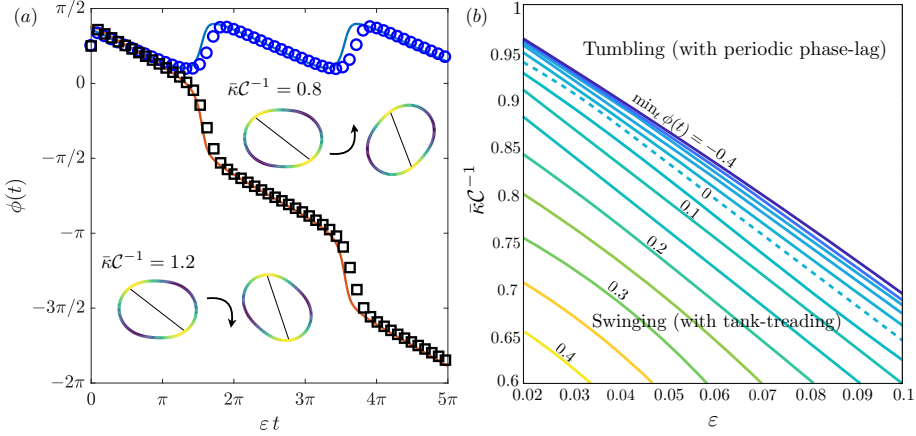 (a)
π/2
0
−π/2
−π
−3π/2
−2π
ϕ(t)
0
π
2π
3π
4π
5π
ε t
κ̄𝒞⁻¹ = 0.8
κ̄𝒞⁻¹ = 1.2
(b)
1
0.95
0.9
0.85
0.8
0.75
0.7
0.65
0.6
κ̄𝒞⁻¹
Tumbling (with periodic phase-lag)
minₜ ϕ(t) = −0.4
0
0.1
0.2
0.3
0.4
Swinging (with tank-treading)
0.02
0.03
0.04
0.05
0.06
0.07
0.08
0.09
0.1
ε